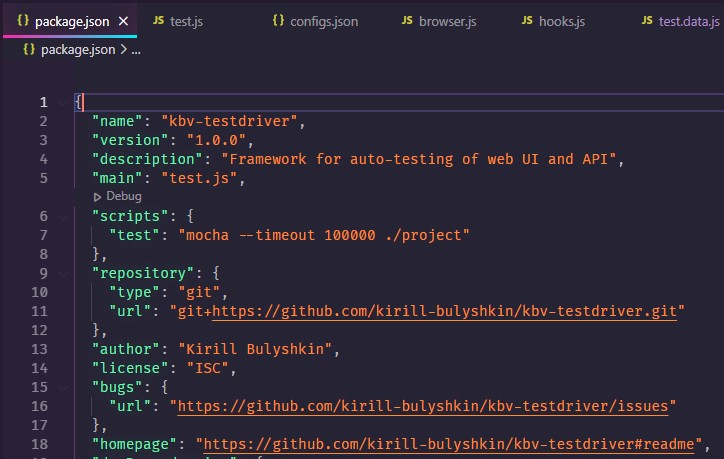 {} package.json ×
JS test.js
{} configs.json
JS browser.js
JS hooks.js
JS test.data.js
{} package.json > ...
1 {
2 "name": "kbv-testdriver",
3 "version": "1.0.0",
4 "description": "Framework for auto-testing of web UI and API",
5 "main": "test.js",
Debug
6 "scripts": {
7 "test": "mocha --timeout 100000 ./project"
8 },
9 "repository": {
10 "type": "git",
11 "url": "git+https://github.com/kirill-bulyshkin/kbv-testdriver.git"
12 },
13 "author": "Kirill Bulyshkin",
14 "license": "ISC",
15 "bugs": {
16 "url": "https://github.com/kirill-bulyshkin/kbv-testdriver/issues"
17 },
18 "homepage": "https://github.com/kirill-bulyshkin/kbv-testdriver#readme",